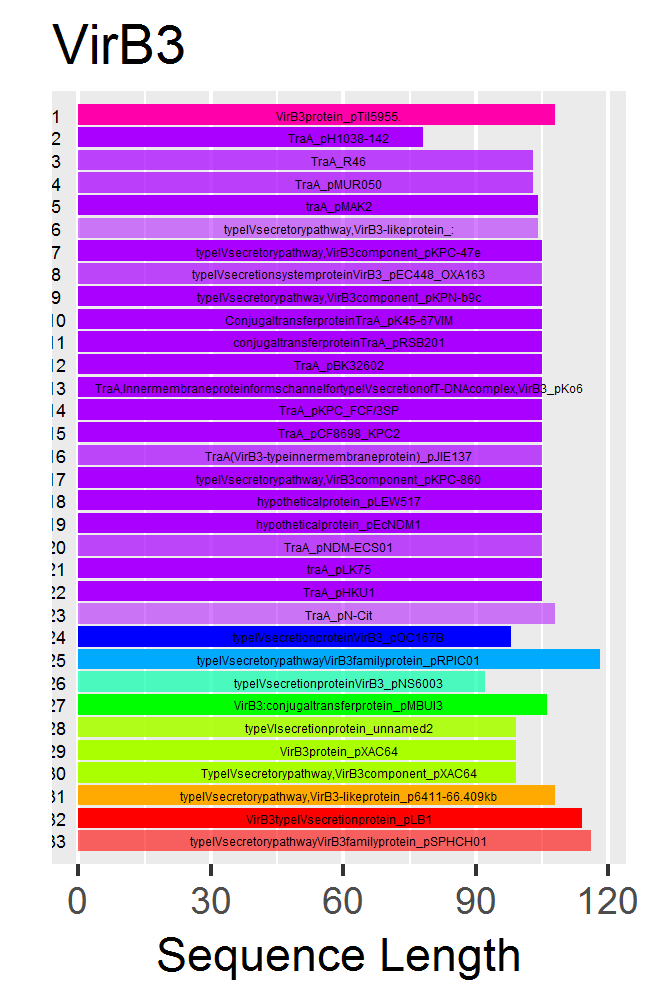 VirB3
1 VirB3protein_pTiI5955.
2 TraA_pH1038-142
3 TraA_R46
4 TraA_pMUR050
5 traA_pMAK2
6 typeIVsecretorypathway,VirB3-likeprotein_:
7 typeIVsecretorypathway,VirB3component_pKPC-47e
8 typeIVsecretionsystemproteinVirB3_pEC448_OXA163
9 typeIVsecretorypathway,VirB3component_pKPN-b9c
10 ConjugaltransferproteinTraA_pK45-67VIM
11 conjugaltransferproteinTraA_pRSB201
12 TraA_pBK32602
13 TraA,InnermembraneproteinformschannelfortypeIVsecretionofT-DNAcomplex,VirB3_pKo6
14 TraA_pKPC_FCF/3SP
15 TraA_pCF8698_KPC2
16 TraA(VirB3-typeinnermembraneprotein)_pJIE137
17 typeIVsecretorypathway,VirB3component_pKPC-860
18 hypotheticalprotein_pLEW517
19 hypotheticalprotein_pEcNDM1
20 TraA_pNDM-ECS01
21 traA_pLK75
22 TraA_pHKU1
23 TraA_pN-Cit
24 typeIVsecretionproteinVirB3_pOC167B
25 typeIVsecretorypathwayVirB3familyprotein_pRPIC01
26 typeIVsecretionproteinVirB3_pNS6003
27 VirB3:conjugaltransferprotein_pMBUI3
28 typeVIsecretionprotein_unnamed2
29 VirB3protein_pXAC64
30 TypeIVsecretorypathway,VirB3component_pXAC64
31 typeIVsecretorypathway,VirB3-likeprotein_p6411-66.409kb
32 VirB3typeIVsecretionprotein_pLB1
33 typeIVsecretorypathwayVirB3familyprotein_pSPHCH01
0 30 60 90 120
Sequence Length